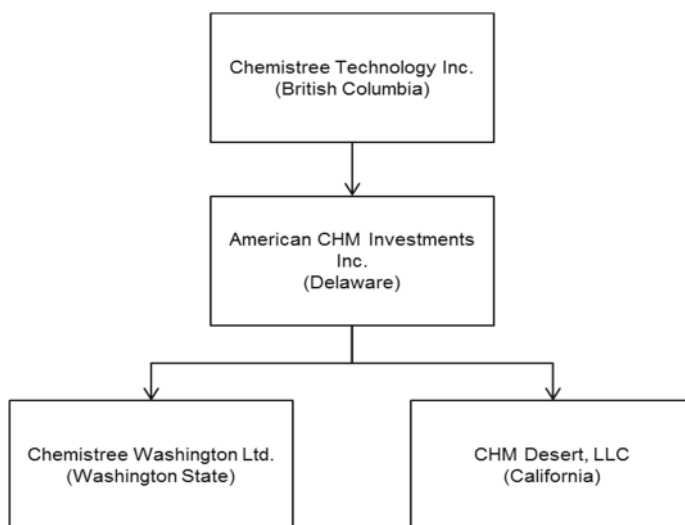 Chemistree Technology Inc.
(British Columbia)
American CHM Investments
Inc.
(Delaware)
Chemistree Washington Ltd.
(Washington State)
CHM Desert, LLC
(California)